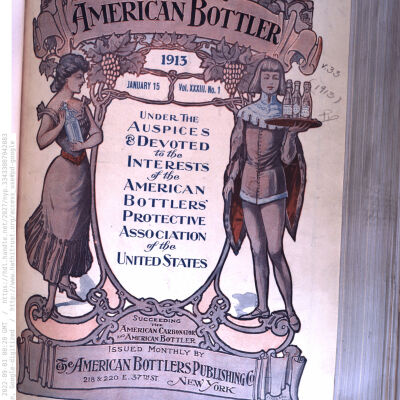 AMERICAN BOTTLER
1913
JANUARY 15
VOL. XXXIII. No. 1
UNDER THE
AUSPICES
& DEVOTED
to the
INTERESTS
of the
AMERICAN
BOTTLERS'
PROTECTIVE
ASSOCIATION
of the
UNITED STATES
v.33
(1913)
SUCCEEDING
THE
AMERICAN CARBONATOR
AND AMERICAN BOTTLER
ISSUED MONTHLY BY
The AMERICAN BOTTLERS PUBLISHING Co
218 & 220 E. 37TH ST. NEW YORK